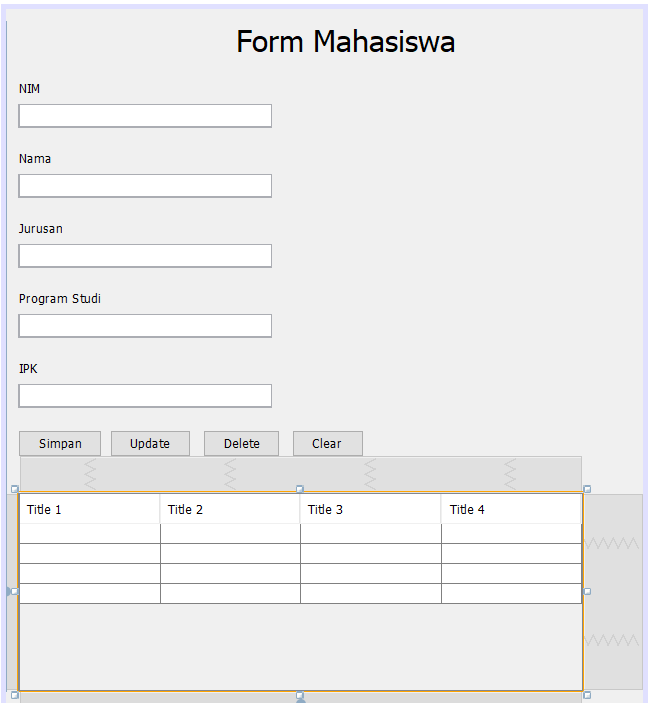 Form Mahasiswa
NIM
Nama
Jurusan
Program Studi
IPK
Simpan Update Delete Clear
Title 1 Title 2 Title 3 Title 4